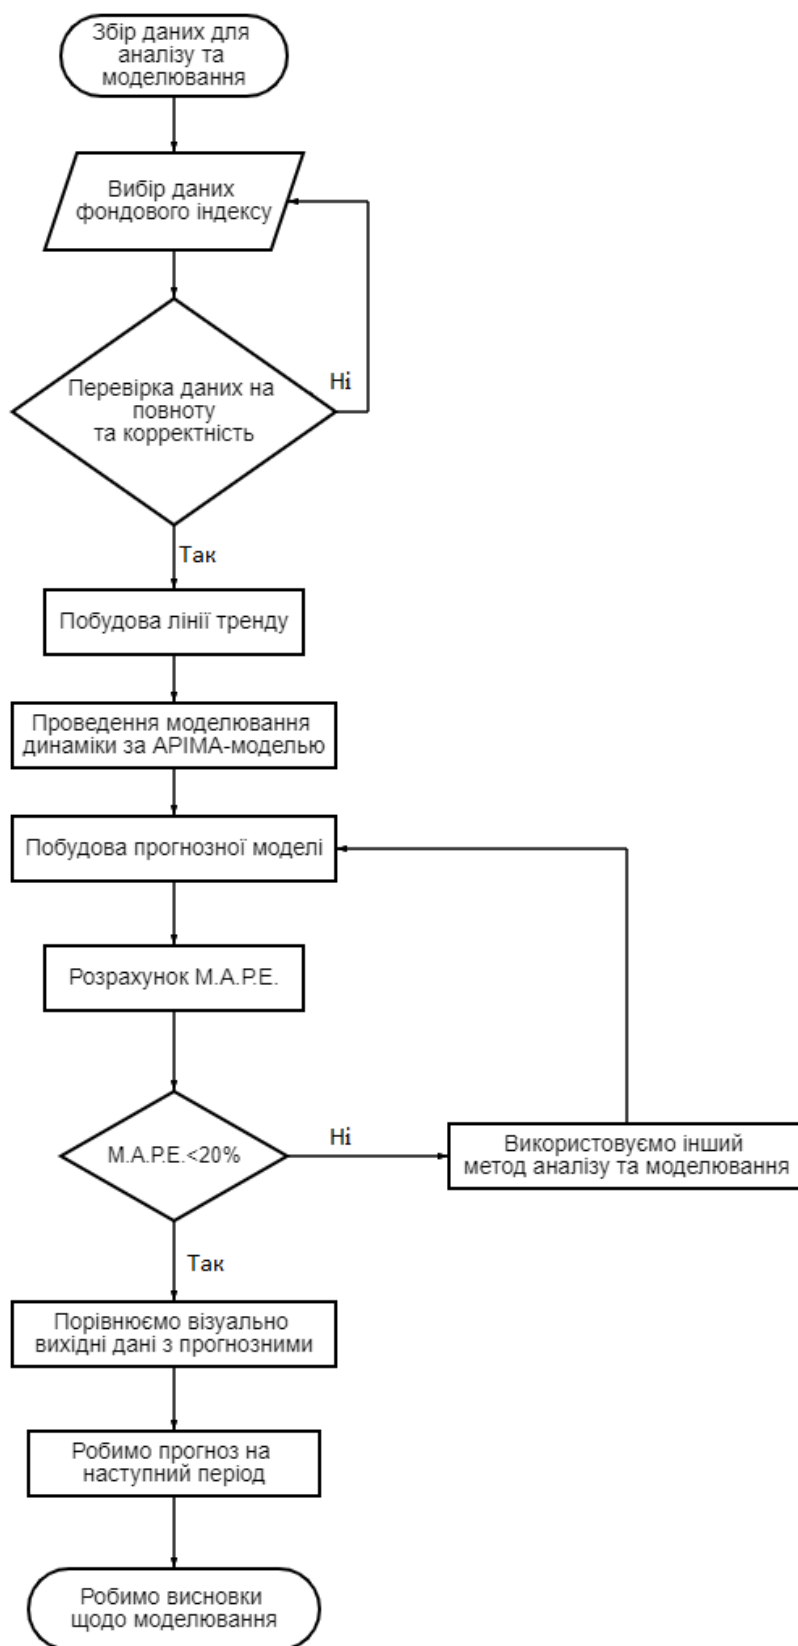 Збір даних для
аналізу та
моделювання
Вибір даних
фондового індексу
Ні
Перевірка даних на
повноту
та корректність
Так
Побудова лінії тренду
Проведення моделювання
динаміки за АРІМА-моделью
Побудова прогнозної моделі
Розрахунок М.А.Р.Е.
М.А.Р.Е.<20%
Ні
Використовуємо інший
метод аналізу та моделювання
Так
Порівнюємо візуально
вихідні дані з прогнозними
Робимо прогноз на
наступний період
Робимо висновки
щодо моделювання